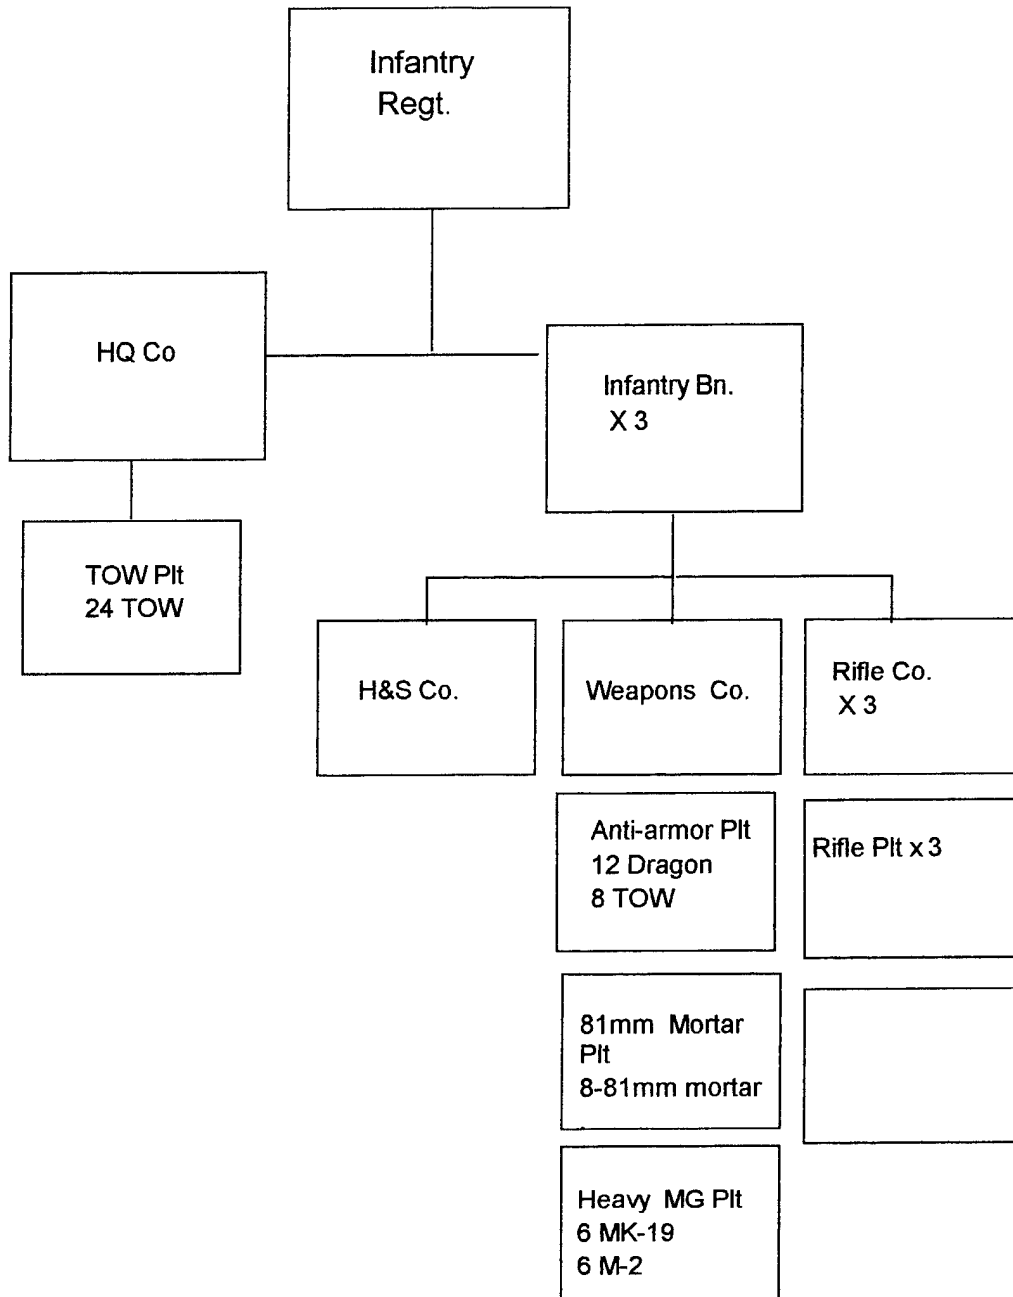 Infantry
Regt.
HQ Co
Infantry Bn.
X 3
TOW Plt
24 TOW
H&S Co.
Weapons Co.
Rifle Co.
X 3
Anti-armor Plt
12 Dragon
8 TOW
Rifle Plt x 3
81mm Mortar
Plt
8-81mm mortar
Heavy MG Plt
6 MK-19
6 M-2